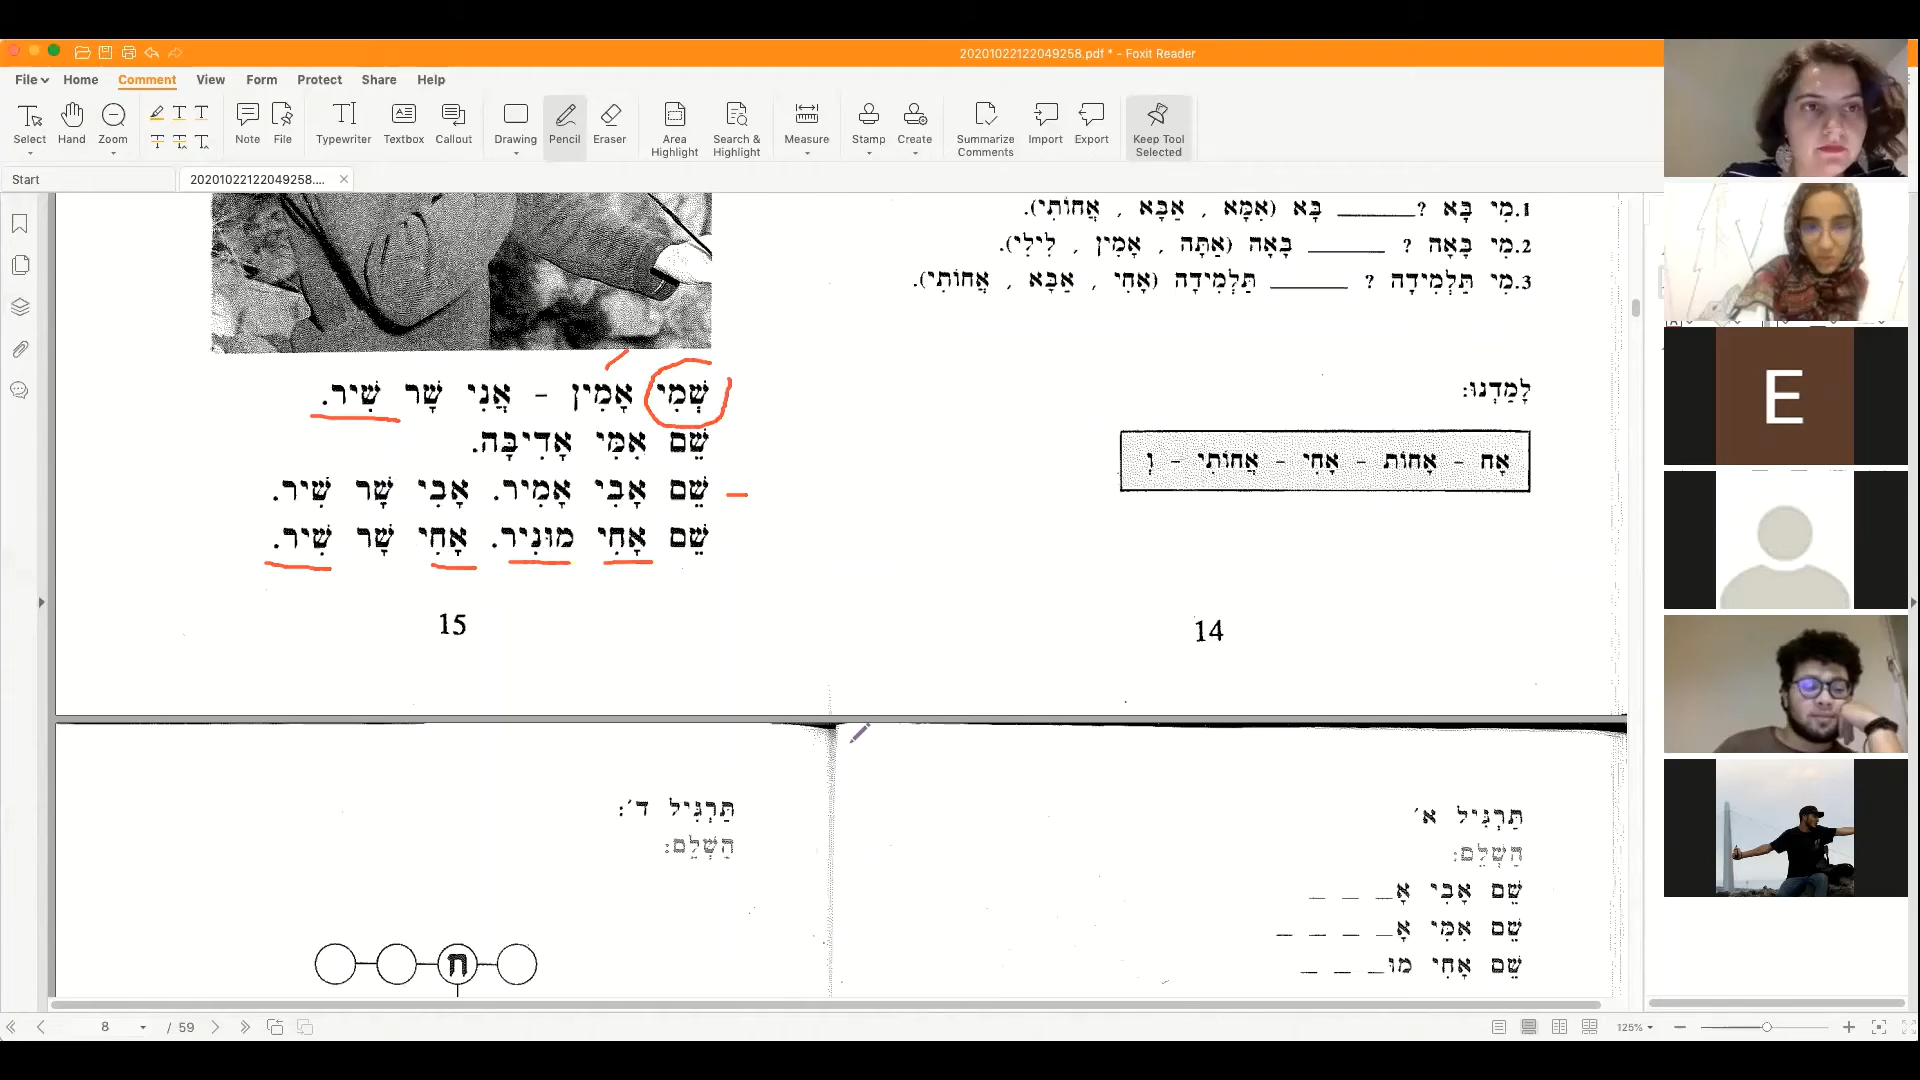 20201022122049258.pdf * - Foxit Reader
File Home Comment View Form Protect Share Help
Select Hand Zoom Note File Typewriter Textbox Callout Drawing Pencil Eraser Area Highlight Search & Highlight Measure Stamp Create Summarize Comments Import Export Keep Tool Selected
Start 20201022122049258....
1.מִי בָּא ? ______ בָּא (אִמָּא , אַבָּא , אֲחוֹתִי).
2.מִי בָּאָה ? ______ בָּאָה (אַתָּה , אָמִין , לִילִי).
3.מִי תַּלְמִידָה ? ______ תַּלְמִידָה (אָחִי , אַבָּא , אֲחוֹתִי).
לָמַדְנוּ:
אָח - אָחוֹת - אָחִי - אֲחוֹתִי - וְ
14
שְׁמִי אָמִין - אֲנִי שָׁר שִׁיר.
שֵׁם אִמִּי אָדִיבָּה.
שֵׁם אָבִי אָמִיר. אָבִי שָׁר שִׁיר.
שֵׁם אָחִי מוּנִיר. אָחִי שָׁר שִׁיר.
15
תַּרְגִּיל א׳
הַשְׁלֵם:
שֵׁם אָבִי אָ_ _ _
שֵׁם אִמִּי אָ_ _ _ _
שֵׁם אָחִי מוּ_ _ _
תַּרְגִּיל ד׳:
הַשְׁלֵם:
ח
E
8 / 59
125%